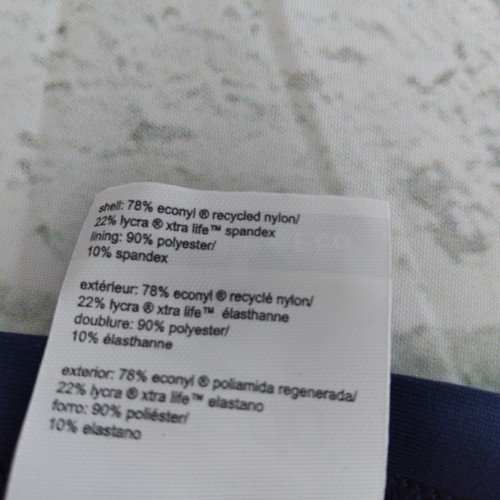 shell: 78% econyl ® recycled nylon/
22% lycra ® xtra life™ spandex
lining: 90% polyester/
10% spandex
extérieur: 78% econyl ® recyclé nylon/
22% lycra ® xtra life™ élasthanne
doublure: 90% polyester/
10% élasthanne
exterior: 78% econyl ® poliamida regenerada/
22% lycra ® xtra life™ elastano
forro: 90% poliéster/
10% elastano